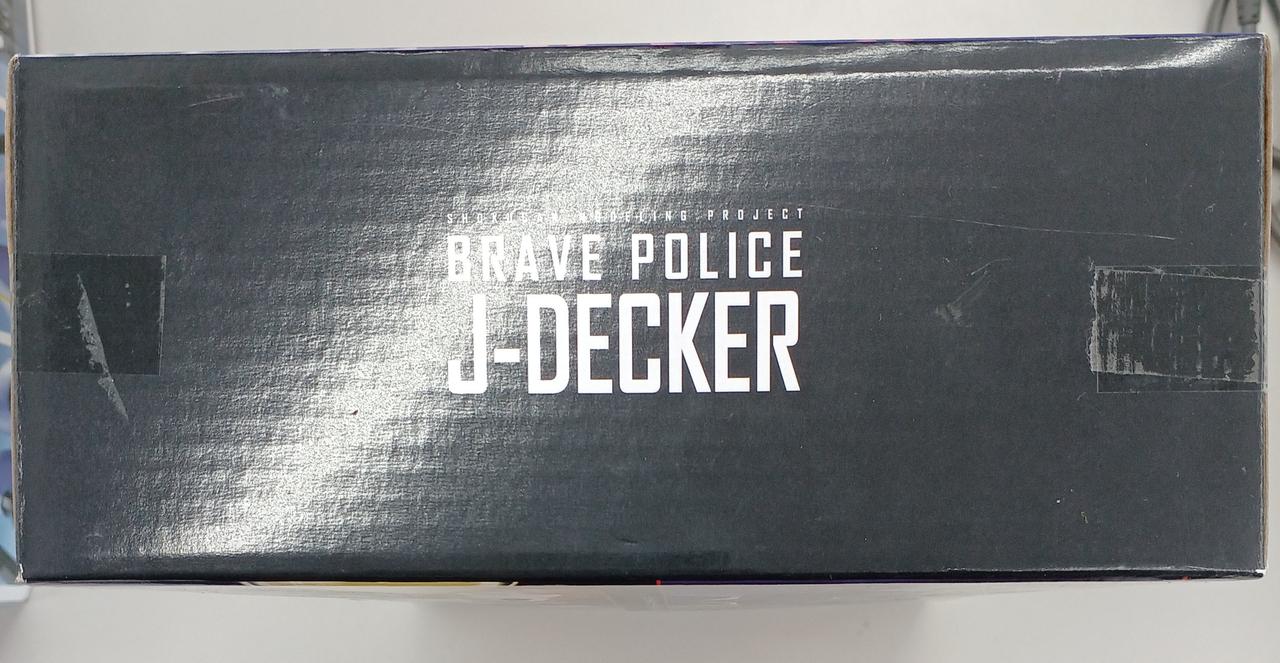 SHOKUGAN MODELING PROJECT
BRAVE POLICE
J-DECKER